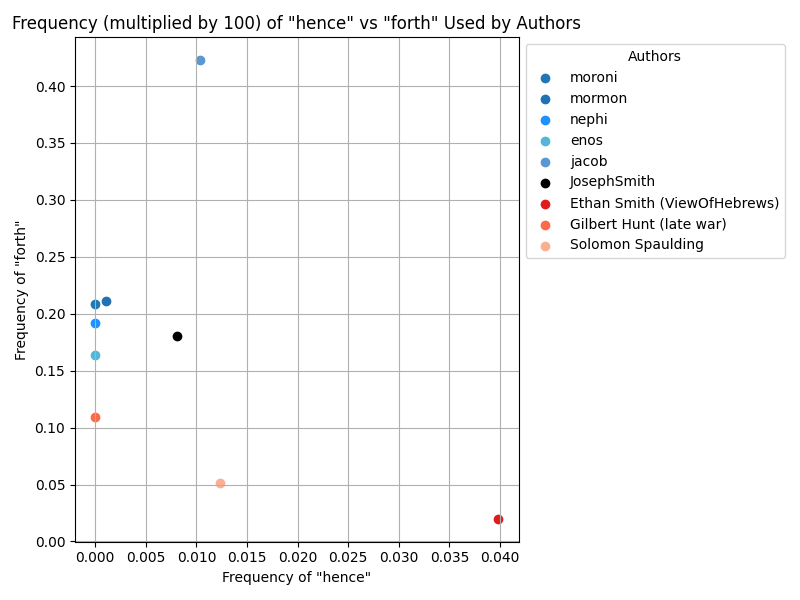 Frequency (multiplied by 100) of "hence" vs "forth" Used by Authors
Authors
moroni
mormon
nephi
enos
jacob
JosephSmith
Ethan Smith (ViewOfHebrews)
Gilbert Hunt (late war)
Solomon Spaulding
Frequency of "forth"
0.40
0.35
0.30
0.25
0.20
0.15
0.10
0.05
0.00
0.000 0.005 0.010 0.015 0.020 0.025 0.030 0.035 0.040
Frequency of "hence"